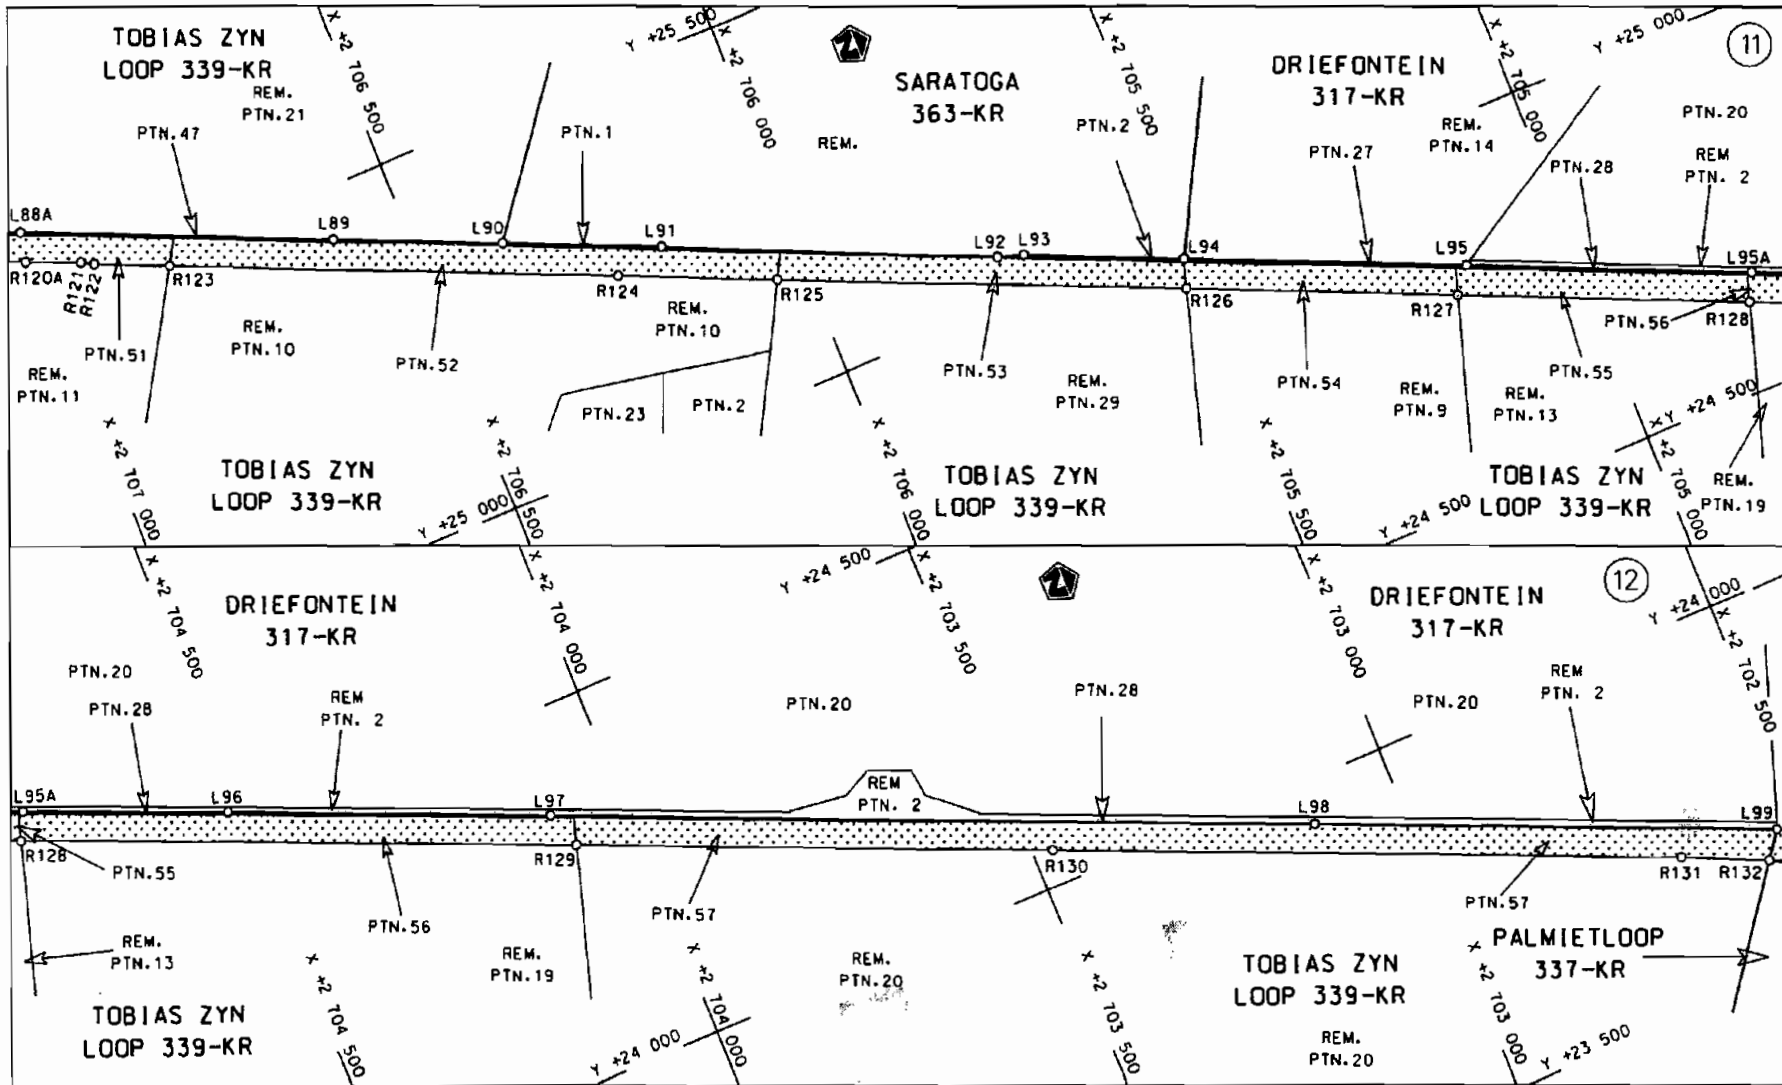 TOBIAS ZYN
LOOP 339-KR
REM.
PTN.21
PTN.47
X +2 706 500
Y +25 500
X +2 706 000
PTN.1
SARATOGA
363-KR
REM.
X +2 705 500
PTN.2
DRIEFONTEIN
317-KR
X +2 705 000
Y +25 000
11
REM.
PTN.14
PTN.27
PTN.28
PTN.20
REM
PTN. 2
L88A
L89
L90
L91
L92
L93
L94
L95
L95A
R120A
R121
R122
R123
R124
R125
R126
R127
R128
PTN.51
REM.
PTN.11
REM.
PTN.10
PTN.52
REM.
PTN.10
PTN.23
PTN.2
PTN.53
REM.
PTN.29
PTN.54
REM.
PTN.9
REM.
PTN.13
PTN.55
PTN.56
Y +24 500
REM.
PTN.19
X +2 707 000
TOBIAS ZYN
LOOP 339-KR
Y +25 000
X +2 706 500
X +2 706 000
TOBIAS ZYN
LOOP 339-KR
X +2 705 500
Y +24 500
TOBIAS ZYN
LOOP 339-KR
X +2 705 000
X +2 704 500
DRIEFONTEIN
317-KR
X +2 704 000
Y +24 500
X +2 703 500
X +2 703 000
DRIEFONTEIN
317-KR
12
Y +24 000
X +2 702 500
PTN.20
PTN.28
REM
PTN. 2
PTN.20
REM
PTN. 2
PTN.28
PTN.20
REM
PTN. 2
L95A
L96
L97
L98
L99
R128
R129
R130
R131
R132
PTN.55
PTN.56
PTN.57
PTN.57
REM.
PTN.13
REM.
PTN.19
REM.
PTN.20
PALMIETLOOP
337-KR
TOBIAS ZYN
LOOP 339-KR
X +2 704 500
Y +24 000
X +2 704 000
X +2 703 500
TOBIAS ZYN
LOOP 339-KR
REM.
PTN.20
X +2 703 000
Y +23 500